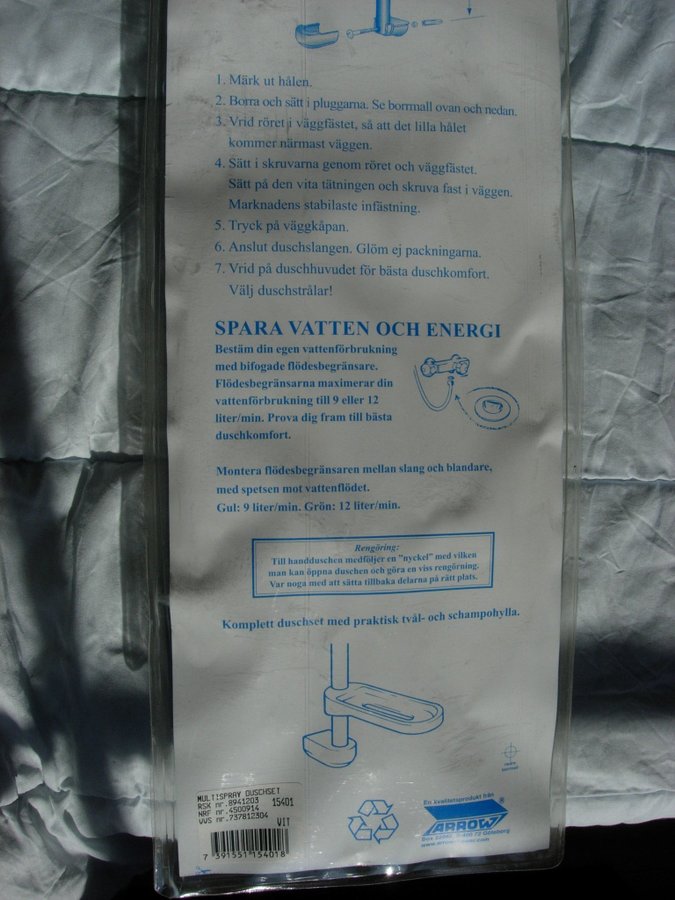 1. Märk ut hålen.
2. Borra och sätt i pluggarna. Se borrmall ovan och nedan.
3. Vrid röret i väggfästet, så att det lilla hålet
kommer närmast väggen.
4. Sätt i skruvarna genom röret och väggfästet.
Sätt på den vita tätningen och skruva fast i väggen.
Marknadens stabilaste infästning.
5. Tryck på väggkåpan.
6. Anslut duschslangen. Glöm ej packningarna.
7. Vrid på duschhuvudet för bästa duschkomfort.
Välj duschstrålar!
SPARA VATTEN OCH ENERGI
Bestäm din egen vattenförbrukning
med bifogade flödesbegränsare.
Flödesbegränsarna maximerar din
vattenförbrukning till 9 eller 12
liter/min. Prova dig fram till bästa
duschkomfort.
Montera flödesbegränsaren mellan slang och blandare,
med spetsen mot vattenflödet.
Gul: 9 liter/min. Grön: 12 liter/min.
Rengöring:
Till handduschen medföljer en "nyckel" med vilken
man kan öppna duschen och göra en viss rengörning.
Var noga med att sätta tillbaka delarna på rätt plats.
Komplett duschset med praktisk tvål- och schampohylla.
MULTISPRAY DUSCHSET
RSK nr.8941203 15401
NRF nr.4500914
VVS nr.737812304 VIT
7 391551 154018
En kvalitetsprodukt från
ARROW
Göteborg